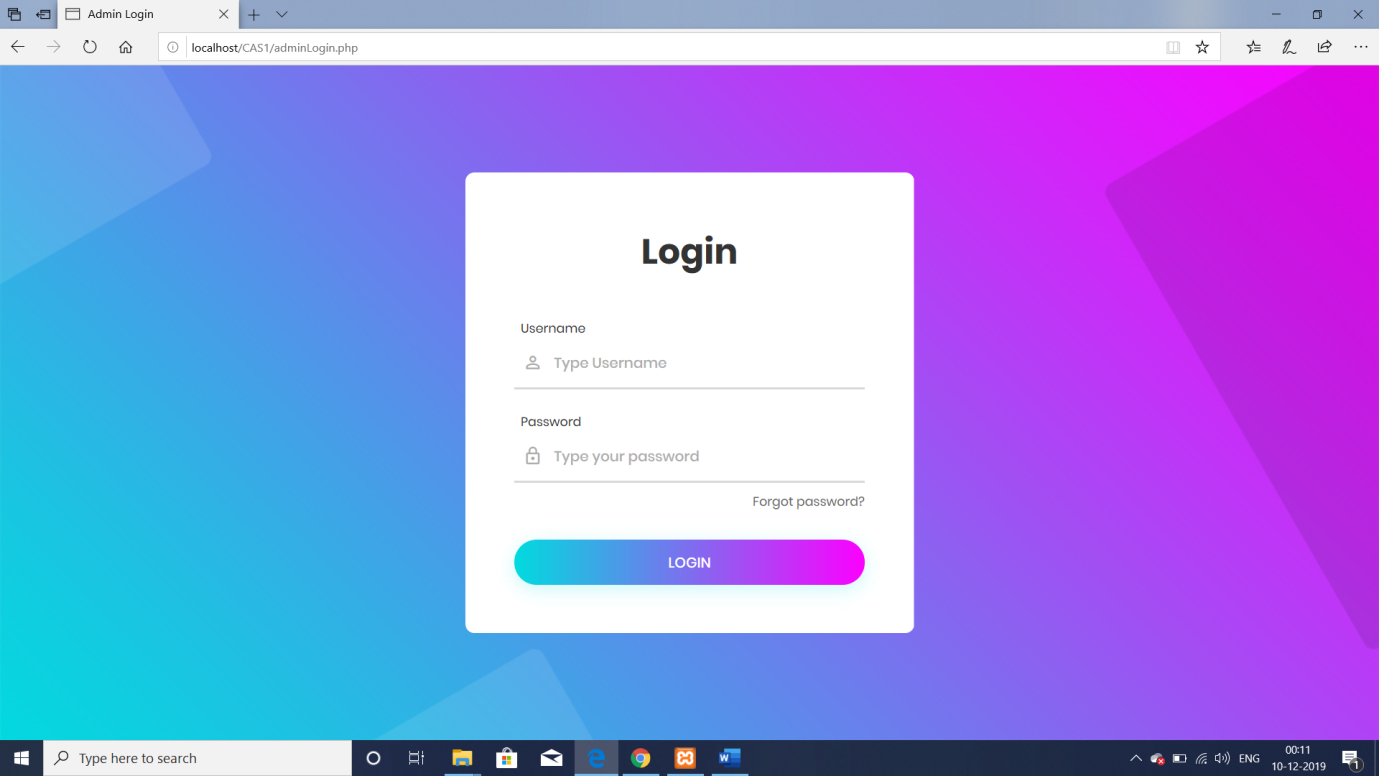 Admin Login
localhost/CAS1/adminLogin.php
Login
Username
Type Username
Password
Type your password
Forgot password?
LOGIN
Type here to search
ENG
00:11
10-12-2019
1